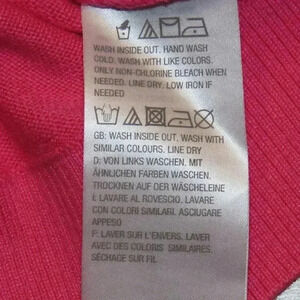 WASH INSIDE OUT. HAND WASH
COLD. WASH WITH LIKE COLORS.
ONLY NON-CHLORINE BLEACH WHEN
NEEDED. LINE DRY. LOW IRON IF
NEEDED
GB: WASH INSIDE OUT. WASH WITH
SIMILAR COLOURS. LINE DRY
D: VON LINKS WASCHEN. MIT
ÄHNLICHEN FARBEN WASCHEN.
TROCKNEN AUF DER WÄSCHELEINE
I: LAVARE AL ROVESCIO. LAVARE
CON COLORI SIMILARI. ASCIUGARE
APPESO
F: LAVER SUR L'ENVERS. LAVER
AVEC DES COLORIS SIMILAIRES.
SÉCHAGE SUR FIL